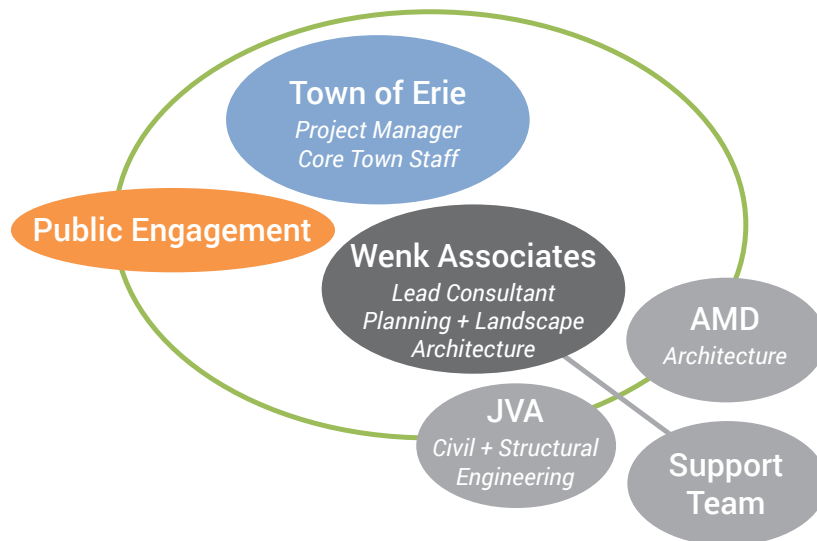 Town of Erie
Project Manager
Core Town Staff
Public Engagement
Wenk Associates
Lead Consultant
Planning + Landscape
Architecture
AMD
Architecture
JVA
Civil + Structural
Engineering
Support
Team